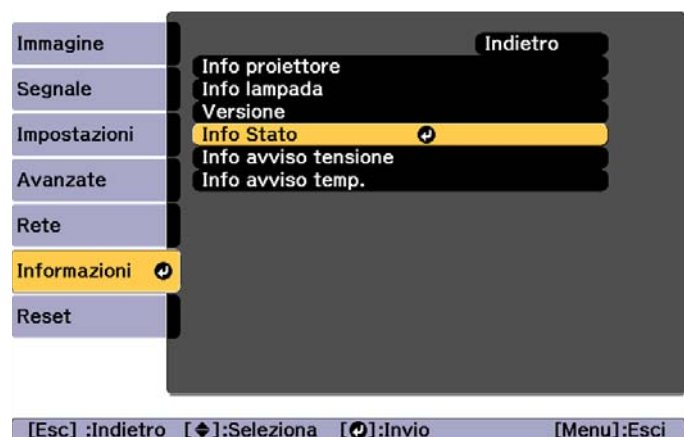 Immagine
Segnale
Impostazioni
Avanzate
Rete
Informazioni
Reset
Indietro
Info proiettore
Info lampada
Versione
Info Stato
Info avviso tensione
Info avviso temp.
[Esc] :Indietro [◆]:Seleziona [↵]:Invio [Menu]:Esci